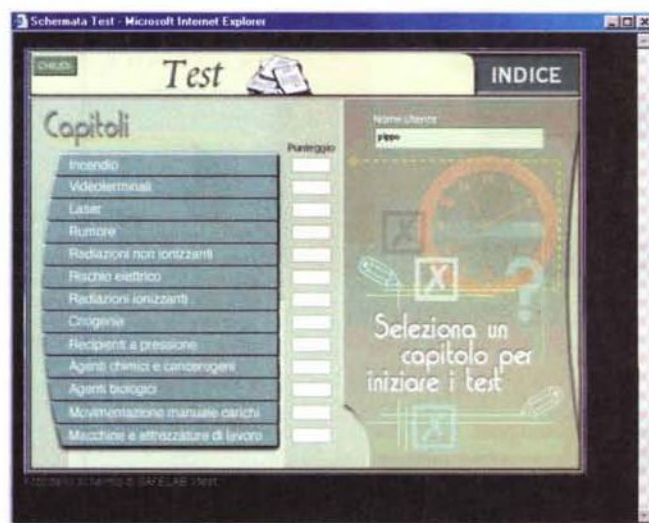 Schermata Test - Microsoft Internet Explorer
CHIUDI
Test
INDICE
Capitoli
Punteggio
Nome utente
pippo
Incendio
Videoterminali
Laser
Rumore
Radiazioni non ionizzanti
Rischio elettrico
Radiazioni ionizzanti
Criogenia
Recipienti a pressione
Agenti chimici e cancerogeni
Agenti biologici
Movimentazione manuale carichi
Macchine e attrezzature di lavoro
Seleziona un
capitolo per
iniziare i test
SAFELAB